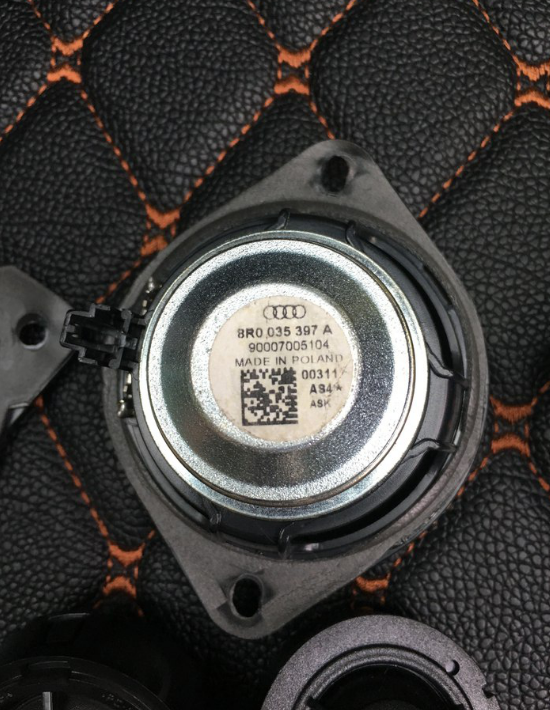 8R0 035 397 A
90007005104
MADE IN POLAND
00311
AS4*
ASK